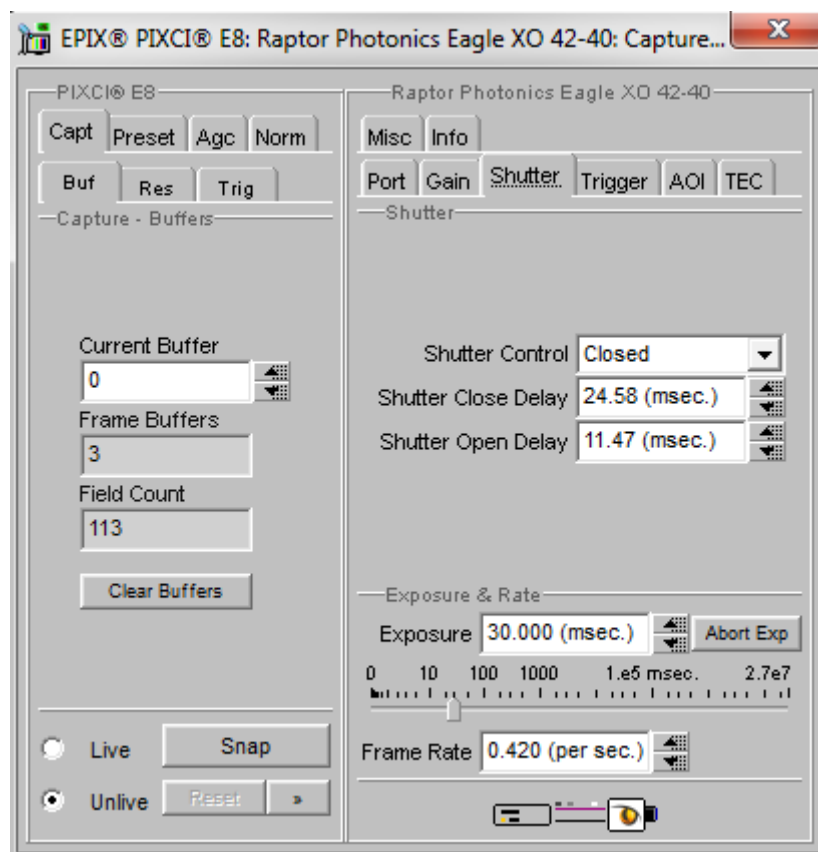 EPIX® PIXCI® E8: Raptor Photonics Eagle XO 42-40: Capture...
PIXCI® E8
Capt Preset Agc Norm
Buf Res Trig
Capture - Buffers
Current Buffer
0
Frame Buffers
3
Field Count
113
Clear Buffers
Live Snap
Unlive Reset »
Raptor Photonics Eagle XO 42-40
Misc Info
Port Gain Shutter Trigger AOI TEC
Shutter
Shutter Control Closed
Shutter Close Delay 24.58 (msec.)
Shutter Open Delay 11.47 (msec.)
Exposure & Rate
Exposure 30.000 (msec.) Abort Exp
0 10 100 1000 1.e5 msec. 2.7e7
Frame Rate 0.420 (per sec.)